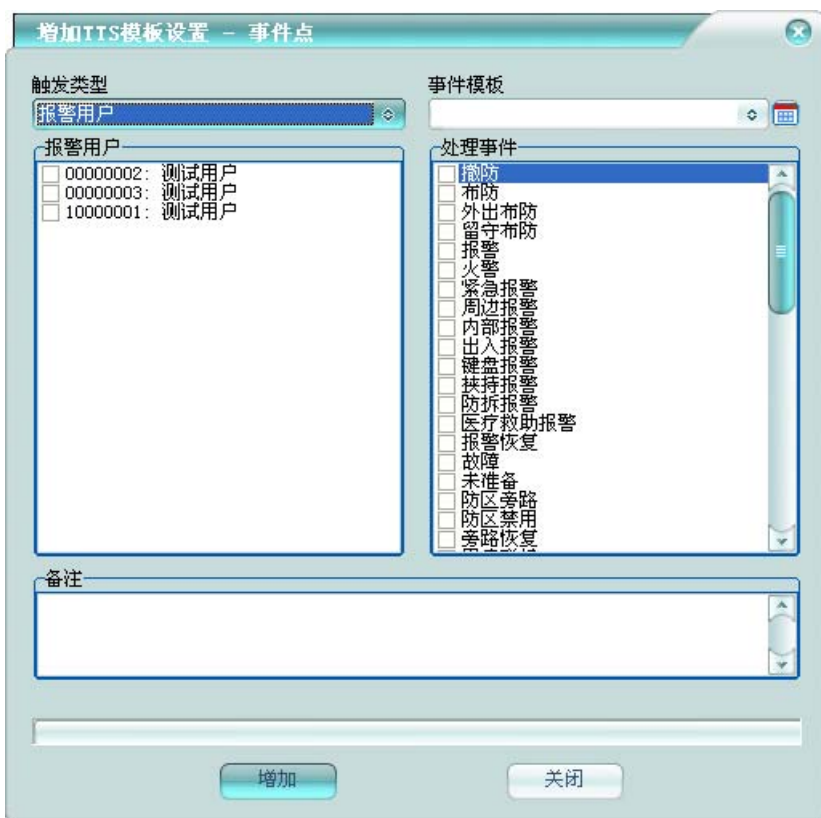 增加TTS模板设置 - 事件点
触发类型
事件模板
报警用户
报警用户
00000002: 测试用户
00000003: 测试用户
10000001: 测试用户
处理事件
撤防
布防
外出布防
留守布防
报警
火警
紧急报警
周边报警
内部报警
出入报警
键盘报警
挟持报警
防拆报警
医疗救助报警
报警恢复
故障
未准备
防区旁路
防区禁用
旁路恢复
备注
增加
关闭